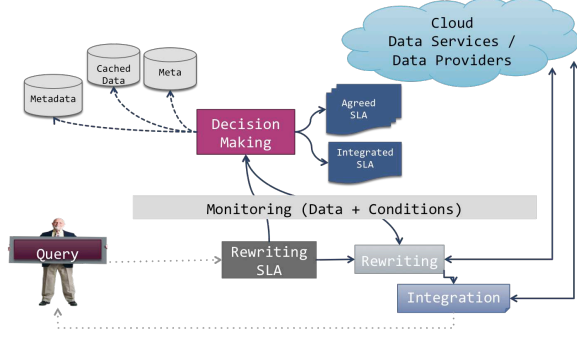 Cloud
Data Services /
Data Providers
Cached
Data
Meta
Metadata
Agreed
SLA
Decision
Making
Integrated
SLA
Monitoring (Data + Conditions)
Query
Rewriting
SLA
Rewriting
Integration